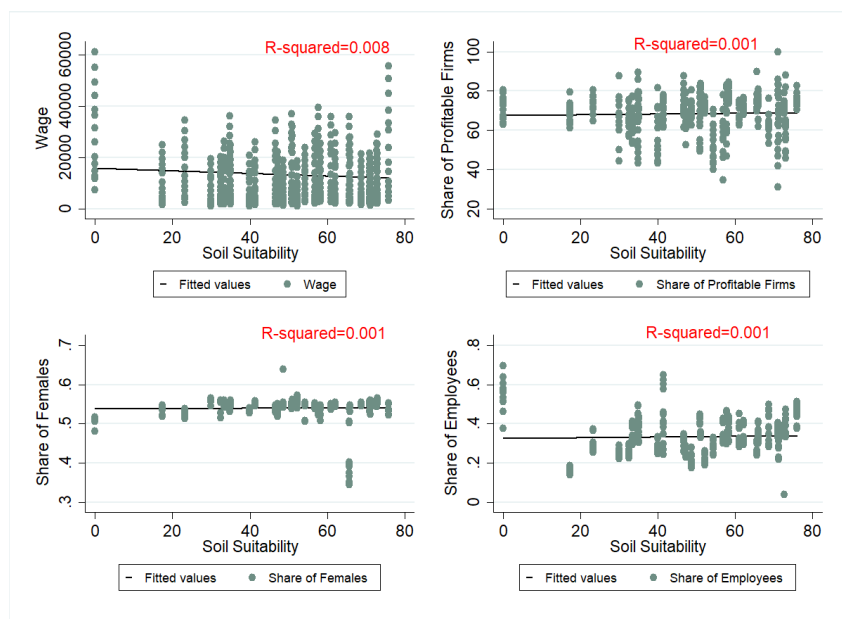 R-squared=0.008
Wage
60000
40000
20000
0
0 20 40 60 80
Soil Suitability
Fitted values Wage
R-squared=0.001
Share of Profitable Firms
100
80
60
40
20
0 20 40 60 80
Soil Suitability
Fitted values Share of Profitable Firms
R-squared=0.001
Share of Females
.7
.6
.5
.4
.3
0 20 40 60 80
Soil Suitability
Fitted values Share of Females
R-squared=0.001
Share of Employees
.8
.6
.4
.2
0
0 20 40 60 80
Soil Suitability
Fitted values Share of Employees